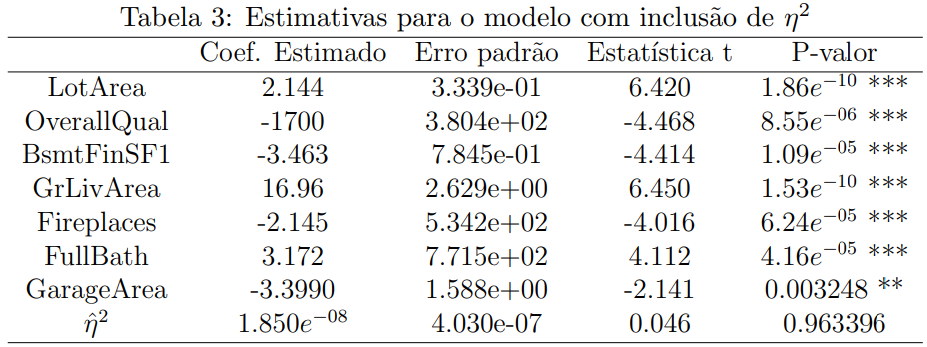 Tabela 3: Estimativas para o modelo com inclusão de η²
Coef. Estimado Erro padrão Estatística t P-valor
LotArea 2.144 3.339e-01 6.420 1.86e⁻¹⁰ ***
OverallQual -1700 3.804e+02 -4.468 8.55e⁻⁰⁶ ***
BsmtFinSF1 -3.463 7.845e-01 -4.414 1.09e⁻⁰⁵ ***
GrLivArea 16.96 2.629e+00 6.450 1.53e⁻¹⁰ ***
Fireplaces -2.145 5.342e+02 -4.016 6.24e⁻⁰⁵ ***
FullBath 3.172 7.715e+02 4.112 4.16e⁻⁰⁵ ***
GarageArea -3.3990 1.588e+00 -2.141 0.003248 **
η̂² 1.850e⁻⁰⁸ 4.030e-07 0.046 0.963396